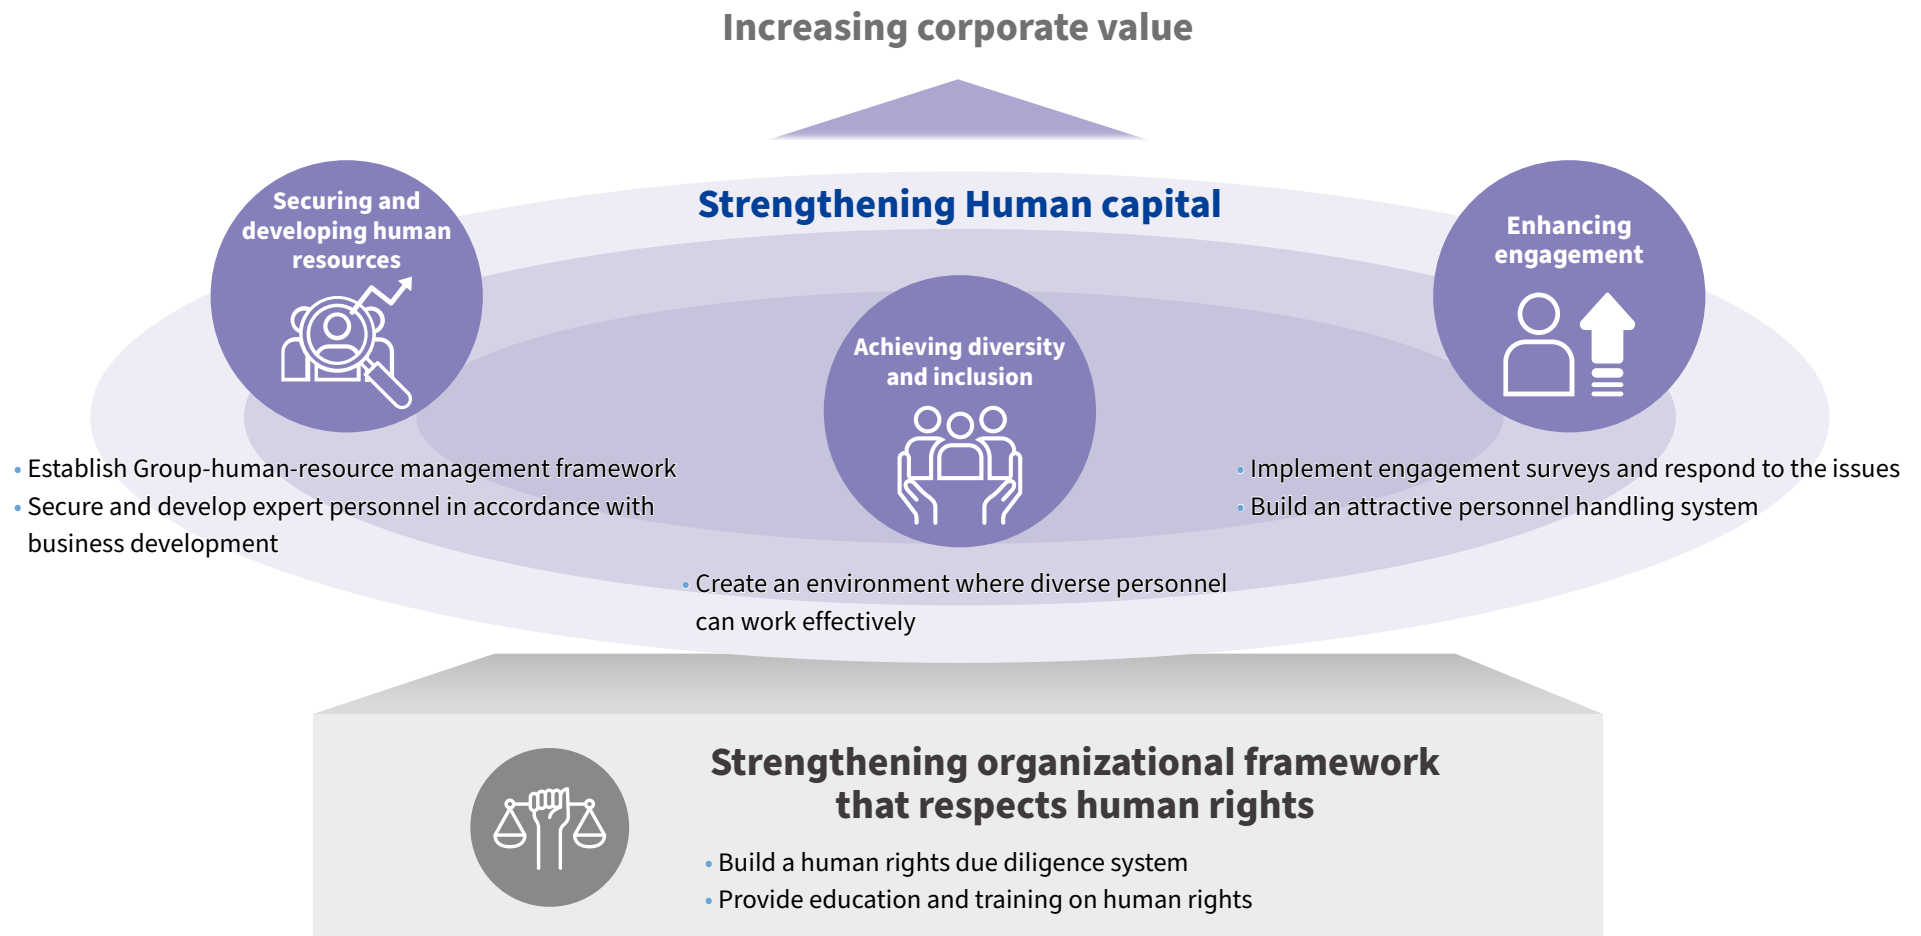 Increasing corporate value
Strengthening Human capital
Securing and
developing human
resources
• Establish Group-human-resource management framework
• Secure and develop expert personnel in accordance with
business development
Achieving diversity
and inclusion
• Create an environment where diverse personnel
can work effectively
Enhancing
engagement
• Implement engagement surveys and respond to the issues
• Build an attractive personnel handling system
Strengthening organizational framework
that respects human rights
• Build a human rights due diligence system
• Provide education and training on human rights